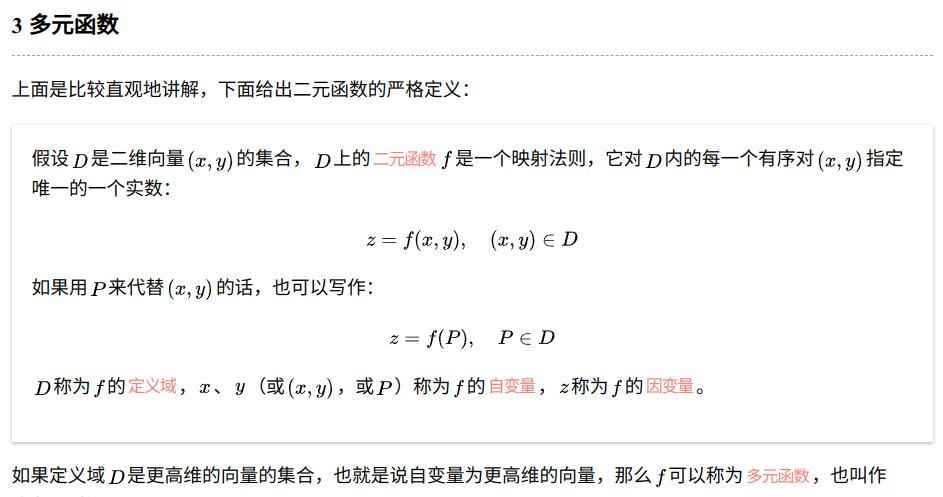 3 多元函数
上面是比较直观地讲解，下面给出二元函数的严格定义：
假设 D 是二维向量 (x, y) 的集合， D 上的 二元函数 f 是一个映射法则，它对 D 内的每一个有序对 (x, y) 指定
唯一的一个实数：
z = f(x, y), (x, y) ∈ D
如果用 P 来代替 (x, y) 的话，也可以写作：
z = f(P), P ∈ D
D 称为 f 的 定义域 ， x 、 y （或 (x, y) ，或 P ）称为 f 的 自变量 ， z 称为 f 的 因变量 。
如果定义域 D 是更高维的向量的集合，也就是说自变量为更高维的向量，那么 f 可以称为 多元函数 ，也叫作